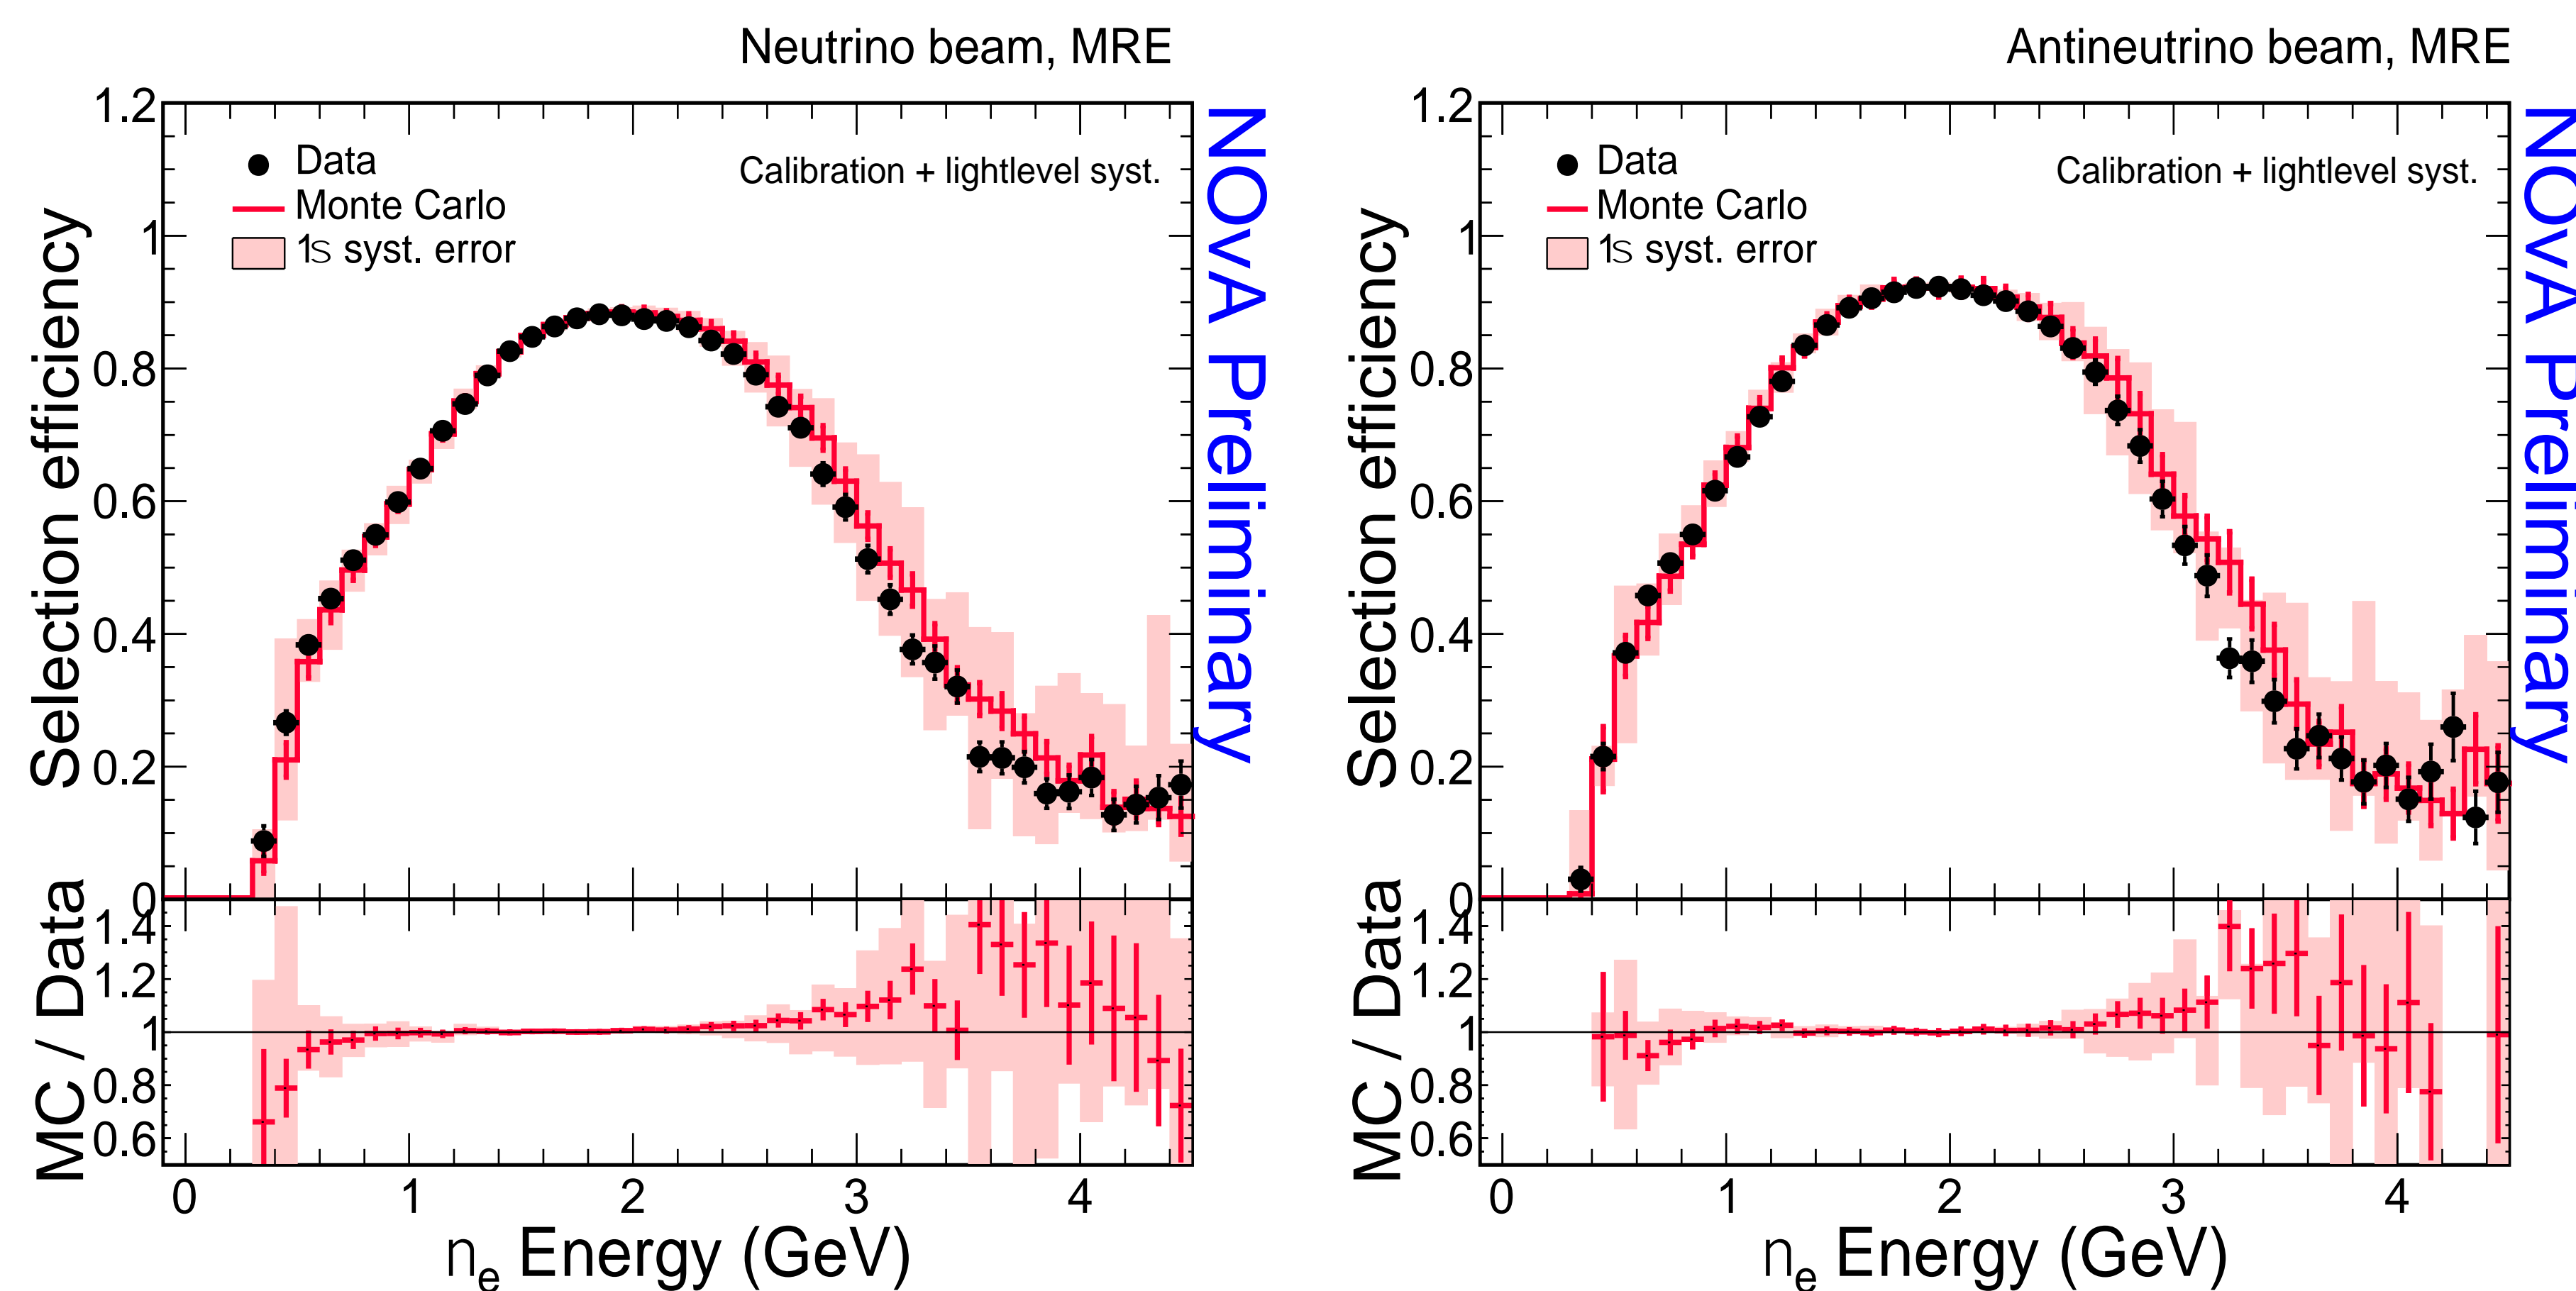 Neutrino beam, MRE
1.2
1
0.8
0.6
0.4
0.2
0
Selection efficiency
Data
Monte Carlo
1s syst. error
Calibration + lightlevel syst.
NOvA Preliminary
1.4
1.2
1
0.8
0.6
MC / Data
0 1 2 3 4
ne Energy (GeV)
Antineutrino beam, MRE
1.2
1
0.8
0.6
0.4
0.2
0
Selection efficiency
Data
Monte Carlo
1s syst. error
Calibration + lightlevel syst.
NOvA Preliminary
1.4
1.2
1
0.8
0.6
MC / Data
0 1 2 3 4
ne Energy (GeV)